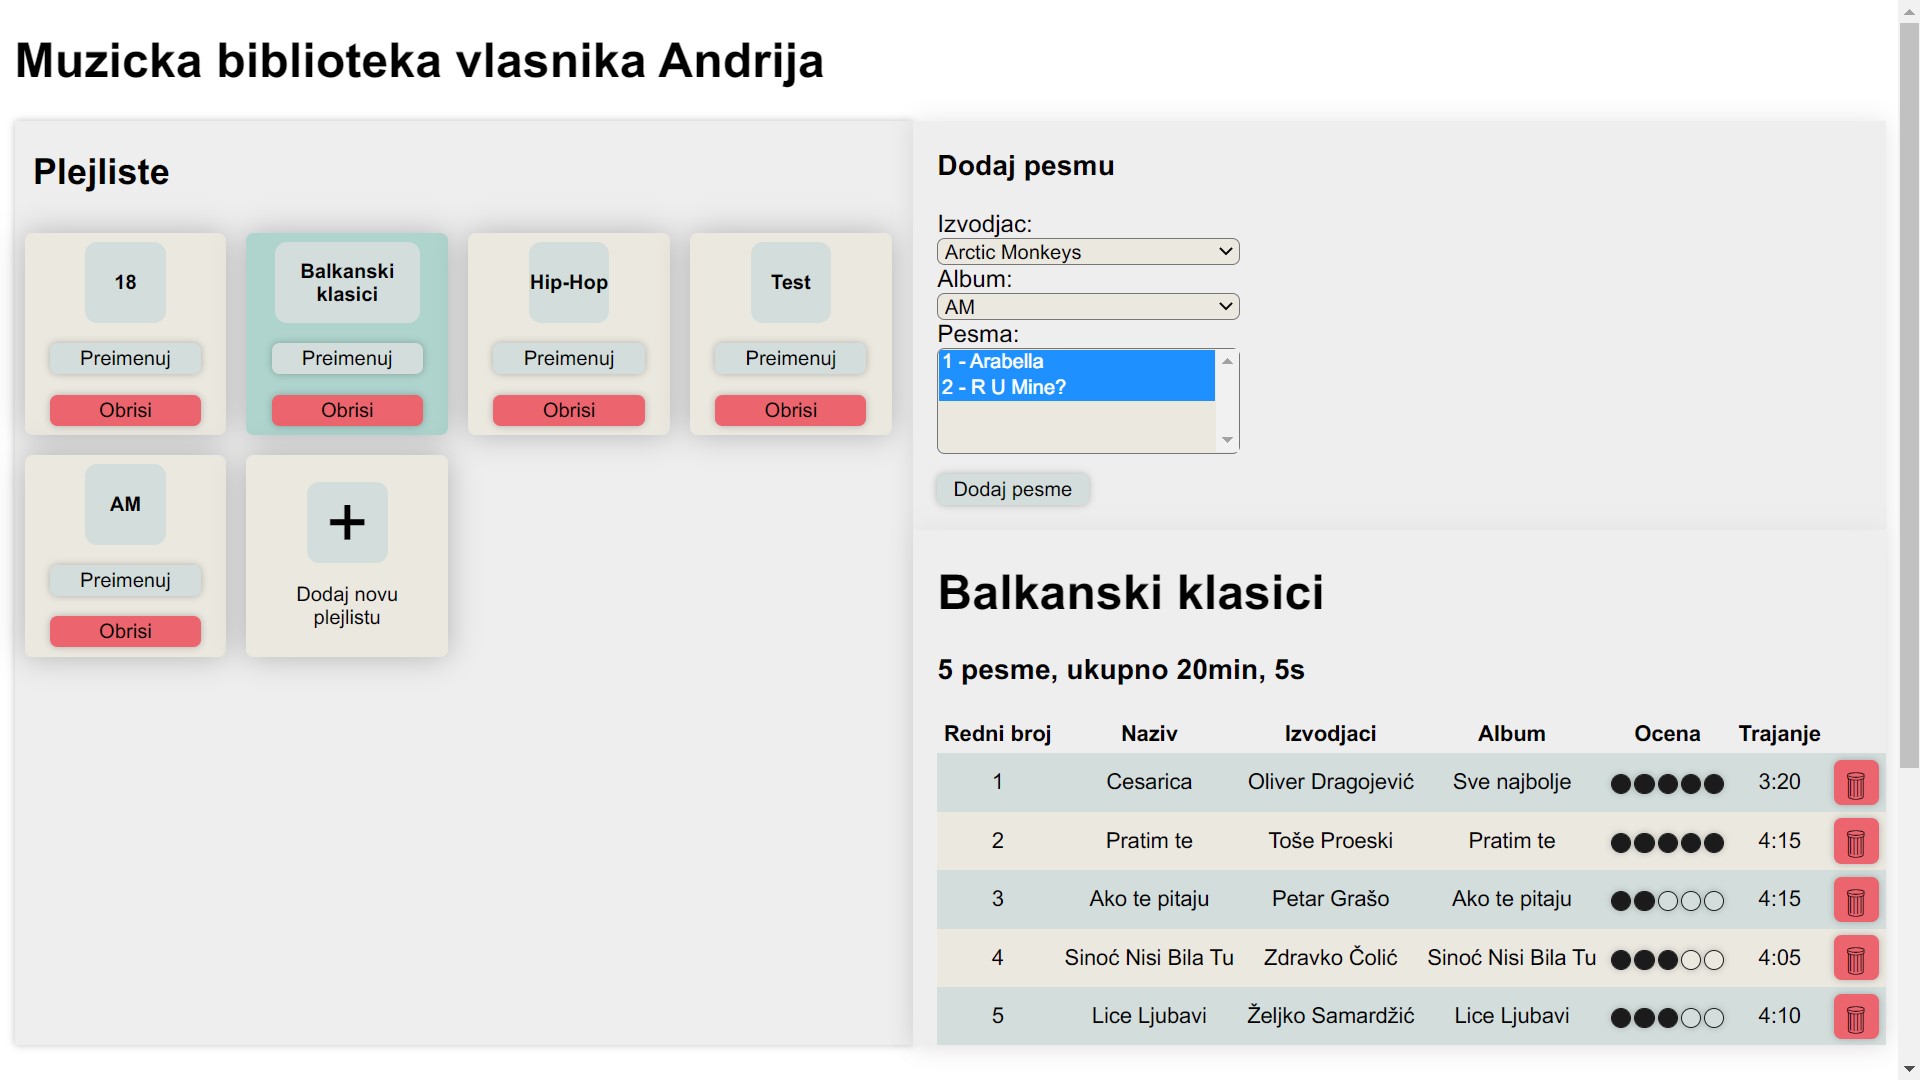 Muzicka biblioteka vlasnika Andrija
Plejliste
18
Preimenuj
Obrisi
Balkanski
klasici
Preimenuj
Obrisi
Hip-Hop
Preimenuj
Obrisi
Test
Preimenuj
Obrisi
AM
Preimenuj
Obrisi
+
Dodaj novu
plejlistu
Dodaj pesmu
Izvodjac:
Arctic Monkeys
Album:
AM
Pesma:
1 - Arabella
2 - R U Mine?
Dodaj pesme
Balkanski klasici
5 pesme, ukupno 20min, 5s
Redni broj Naziv Izvodjaci Album Ocena Trajanje
1 Cesarica Oliver Dragojević Sve najbolje 3:20
2 Pratim te Toše Proeski Pratim te 4:15
3 Ako te pitaju Petar Grašo Ako te pitaju 4:15
4 Sinoć Nisi Bila Tu Zdravko Čolić Sinoć Nisi Bila Tu 4:05
5 Lice Ljubavi Željko Samardžić Lice Ljubavi 4:10